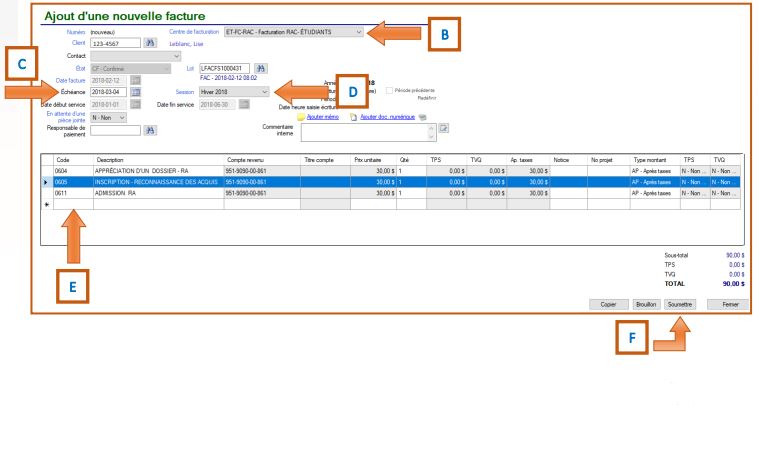 Ajout d'une nouvelle facture
Numéro (nouveau) Centre de facturation ET-FC-RAC - Facturation RAC- ÉTUDIANTS
B
Client 123-4567 Leblanc, Lise
Contact
C
État CF - Confirmé Lot LFACFS1000431
FAC - 2018-02-12 08:02
Date facture 2018-02-12
Échéance 2018-03-04 Session Hiver 2018 Période précédente
D
Redéfinir
Date début service 2018-01-01 Date fin service 2018-06-30 Date heure saisie écriture
En attente d'une pièce jointe N - Non Ajouter mémo Ajouter doc. numérique
Responsable de paiement Commentaire interne
Code Description Compte revenu Titre compte Prix unitaire Qté TPS TVQ Ap. taxes Notice No projet Type montant TPS TVQ
0604 APPRÉCIATION D'UN DOSSIER - RA 951-9090-00-861 30,00 $ 1 0,00 $ 0,00 $ 30,00 $ AP - Après taxes N - Non ... N - Non ...
0605 INSCRIPTION - RECONNAISSANCE DES ACQUIS 951-9090-00-861 30,00 $ 1 0,00 $ 0,00 $ 30,00 $ AP - Après taxes N - Non ... N - Non ...
0611 ADMISSION RA 951-9090-00-861 30,00 $ 1 0,00 $ 0,00 $ 30,00 $ AP - Après taxes N - Non ... N - Non ...
Sous-total 90,00 $
TPS 0,00 $
TVQ 0,00 $
TOTAL 90,00 $
E
Copier Brouillon Soumettre Fermer
F